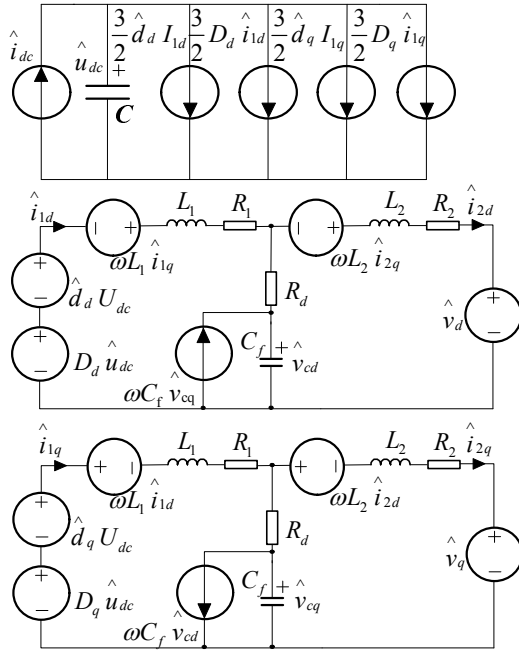 î_dc û_dc + C 3/2 d̂_d I_1d 3/2 D_d î_1d 3/2 d̂_q I_1q 3/2 D_q î_1q
î_1d − + L_1 R_1 − + L_2 R_2 î_2d
ωL_1 î_1q ωL_2 î_2q
+ − d̂_d U_dc R_d + − v̂_d
+ − D_d û_dc C_f + v̂_cd
ωC_f v̂_cq
î_1q + − L_1 R_1 + − L_2 R_2 î_2q
ωL_1 î_1d ωL_2 î_2d
+ − d̂_q U_dc R_d + − v̂_q
+ − D_q û_dc C_f + v̂_cq
ωC_f v̂_cd